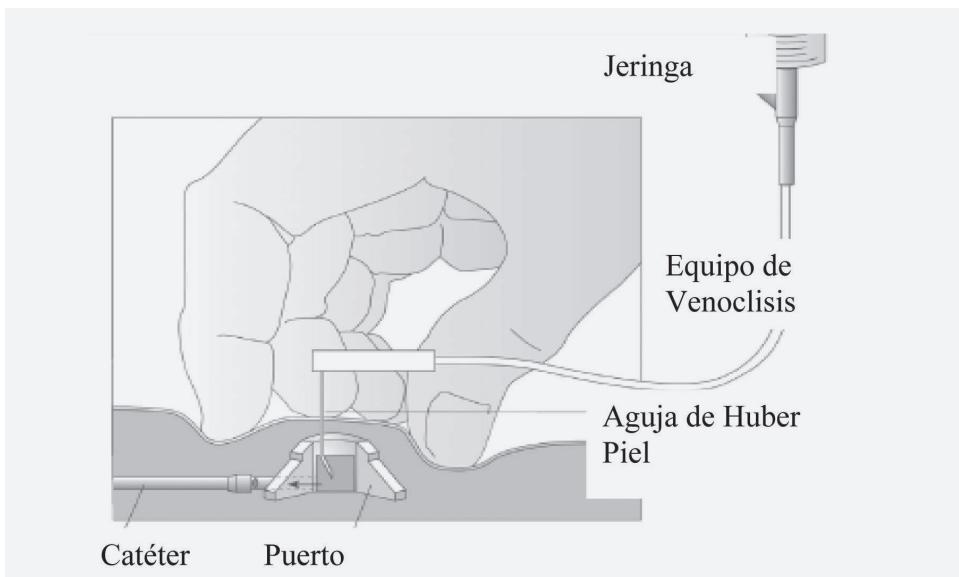 Jeringa
Equipo de
Venoclisis
Aguja de Huber
Piel
Catéter
Puerto